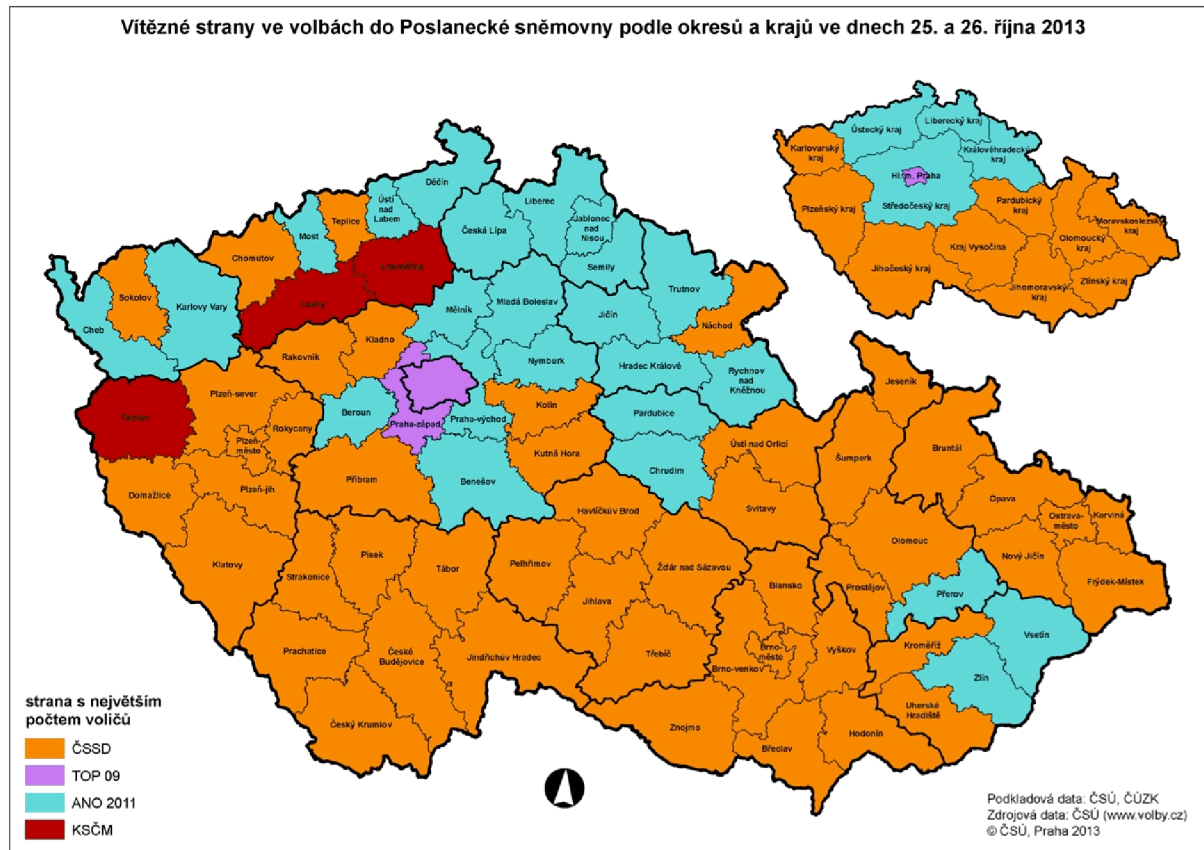 Vítězné strany ve volbách do Poslanecké sněmovny podle okresů a krajů ve dnech 25. a 26. října 2013
Ústecký kraj
Liberecký kraj
Karlovarský
kraj
Královéhradecký
kraj
Hl. m. Praha
Středočeský kraj
Plzeňský kraj
Pardubický
kraj
Moravskoslezský
kraj
Kraj Vysočina
Olomoucký
kraj
Jihočeský kraj
Jihomoravský
kraj
Zlínský kraj
Děčín
Ústí
nad
Labem
Teplice
Liberec
Jablonec
nad
Nisou
Most
Česká Lípa
Chomutov
Litoměřice
Semily
Trutnov
Sokolov
Karlovy Vary
Louny
Mladá Boleslav
Mělník
Jičín
Cheb
Náchod
Kladno
Rakovník
Nymburk
Hradec Králové
Rychnov
nad
Kněžnou
Jeseník
Tachov
Plzeň-sever
Kolín
Beroun
Pardubice
Praha-západ
Praha-východ
Rokycany
Plzeň-
město
Kutná Hora
Ústí nad Orlicí
Šumperk
Bruntál
Chrudim
Příbram
Benešov
Domažlice
Plzeň-jih
Opava
Havlíčkův Brod
Svitavy
Ostrava-
město
Karviná
Olomouc
Písek
Klatovy
Strakonice
Tábor
Pelhřimov
Žďár nad Sázavou
Nový Jičín
Frýdek-Místek
Blansko
Prostějov
Přerov
Jihlava
Vsetín
Prachatice
České
Budějovice
Jindřichův Hradec
Třebíč
Brno-
město
Brno-venkov
Vyškov
Kroměříž
Zlín
Uherské
Hradiště
Český Krumlov
Znojmo
Hodonín
Břeclav
strana s největším
počtem voličů
ČSSD
TOP 09
ANO 2011
KSČM
Podkladová data: ČSÚ, ČÚZK
Zdrojová data: ČSÚ (www.volby.cz)
© ČSÚ, Praha 2013